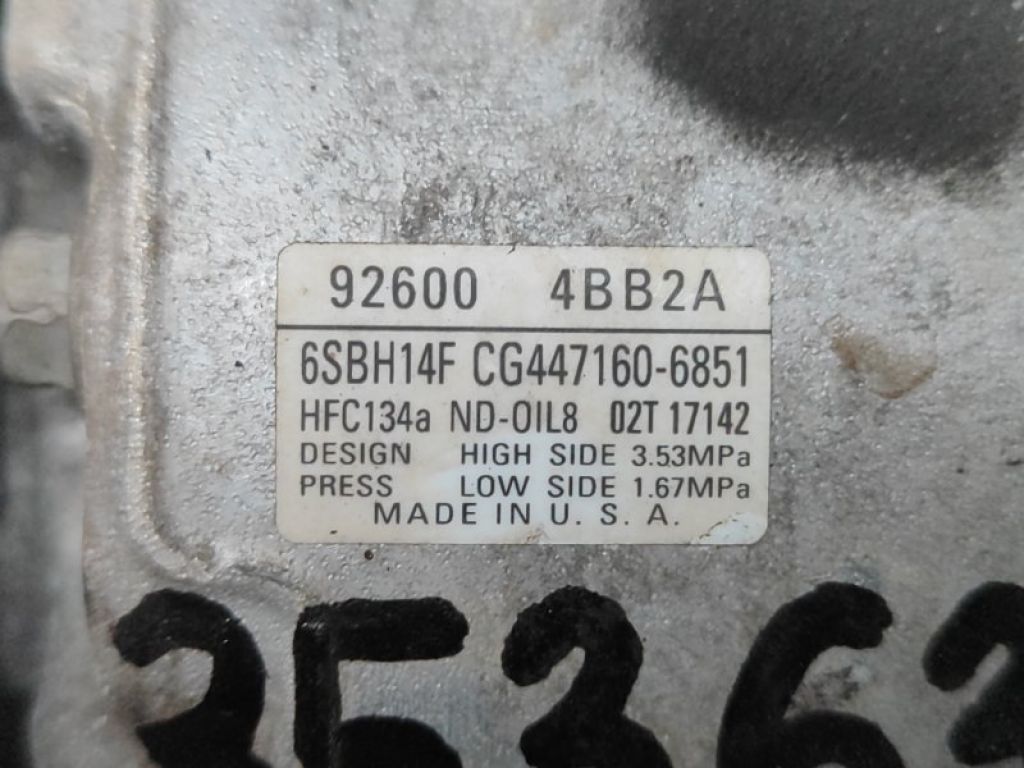 92600 4BB2A
6SBH14F CG447160-6851
HFC134a ND-OIL8 02T 17142
DESIGN HIGH SIDE 3.53MPa
PRESS LOW SIDE 1.67MPa
MADE IN U. S. A.